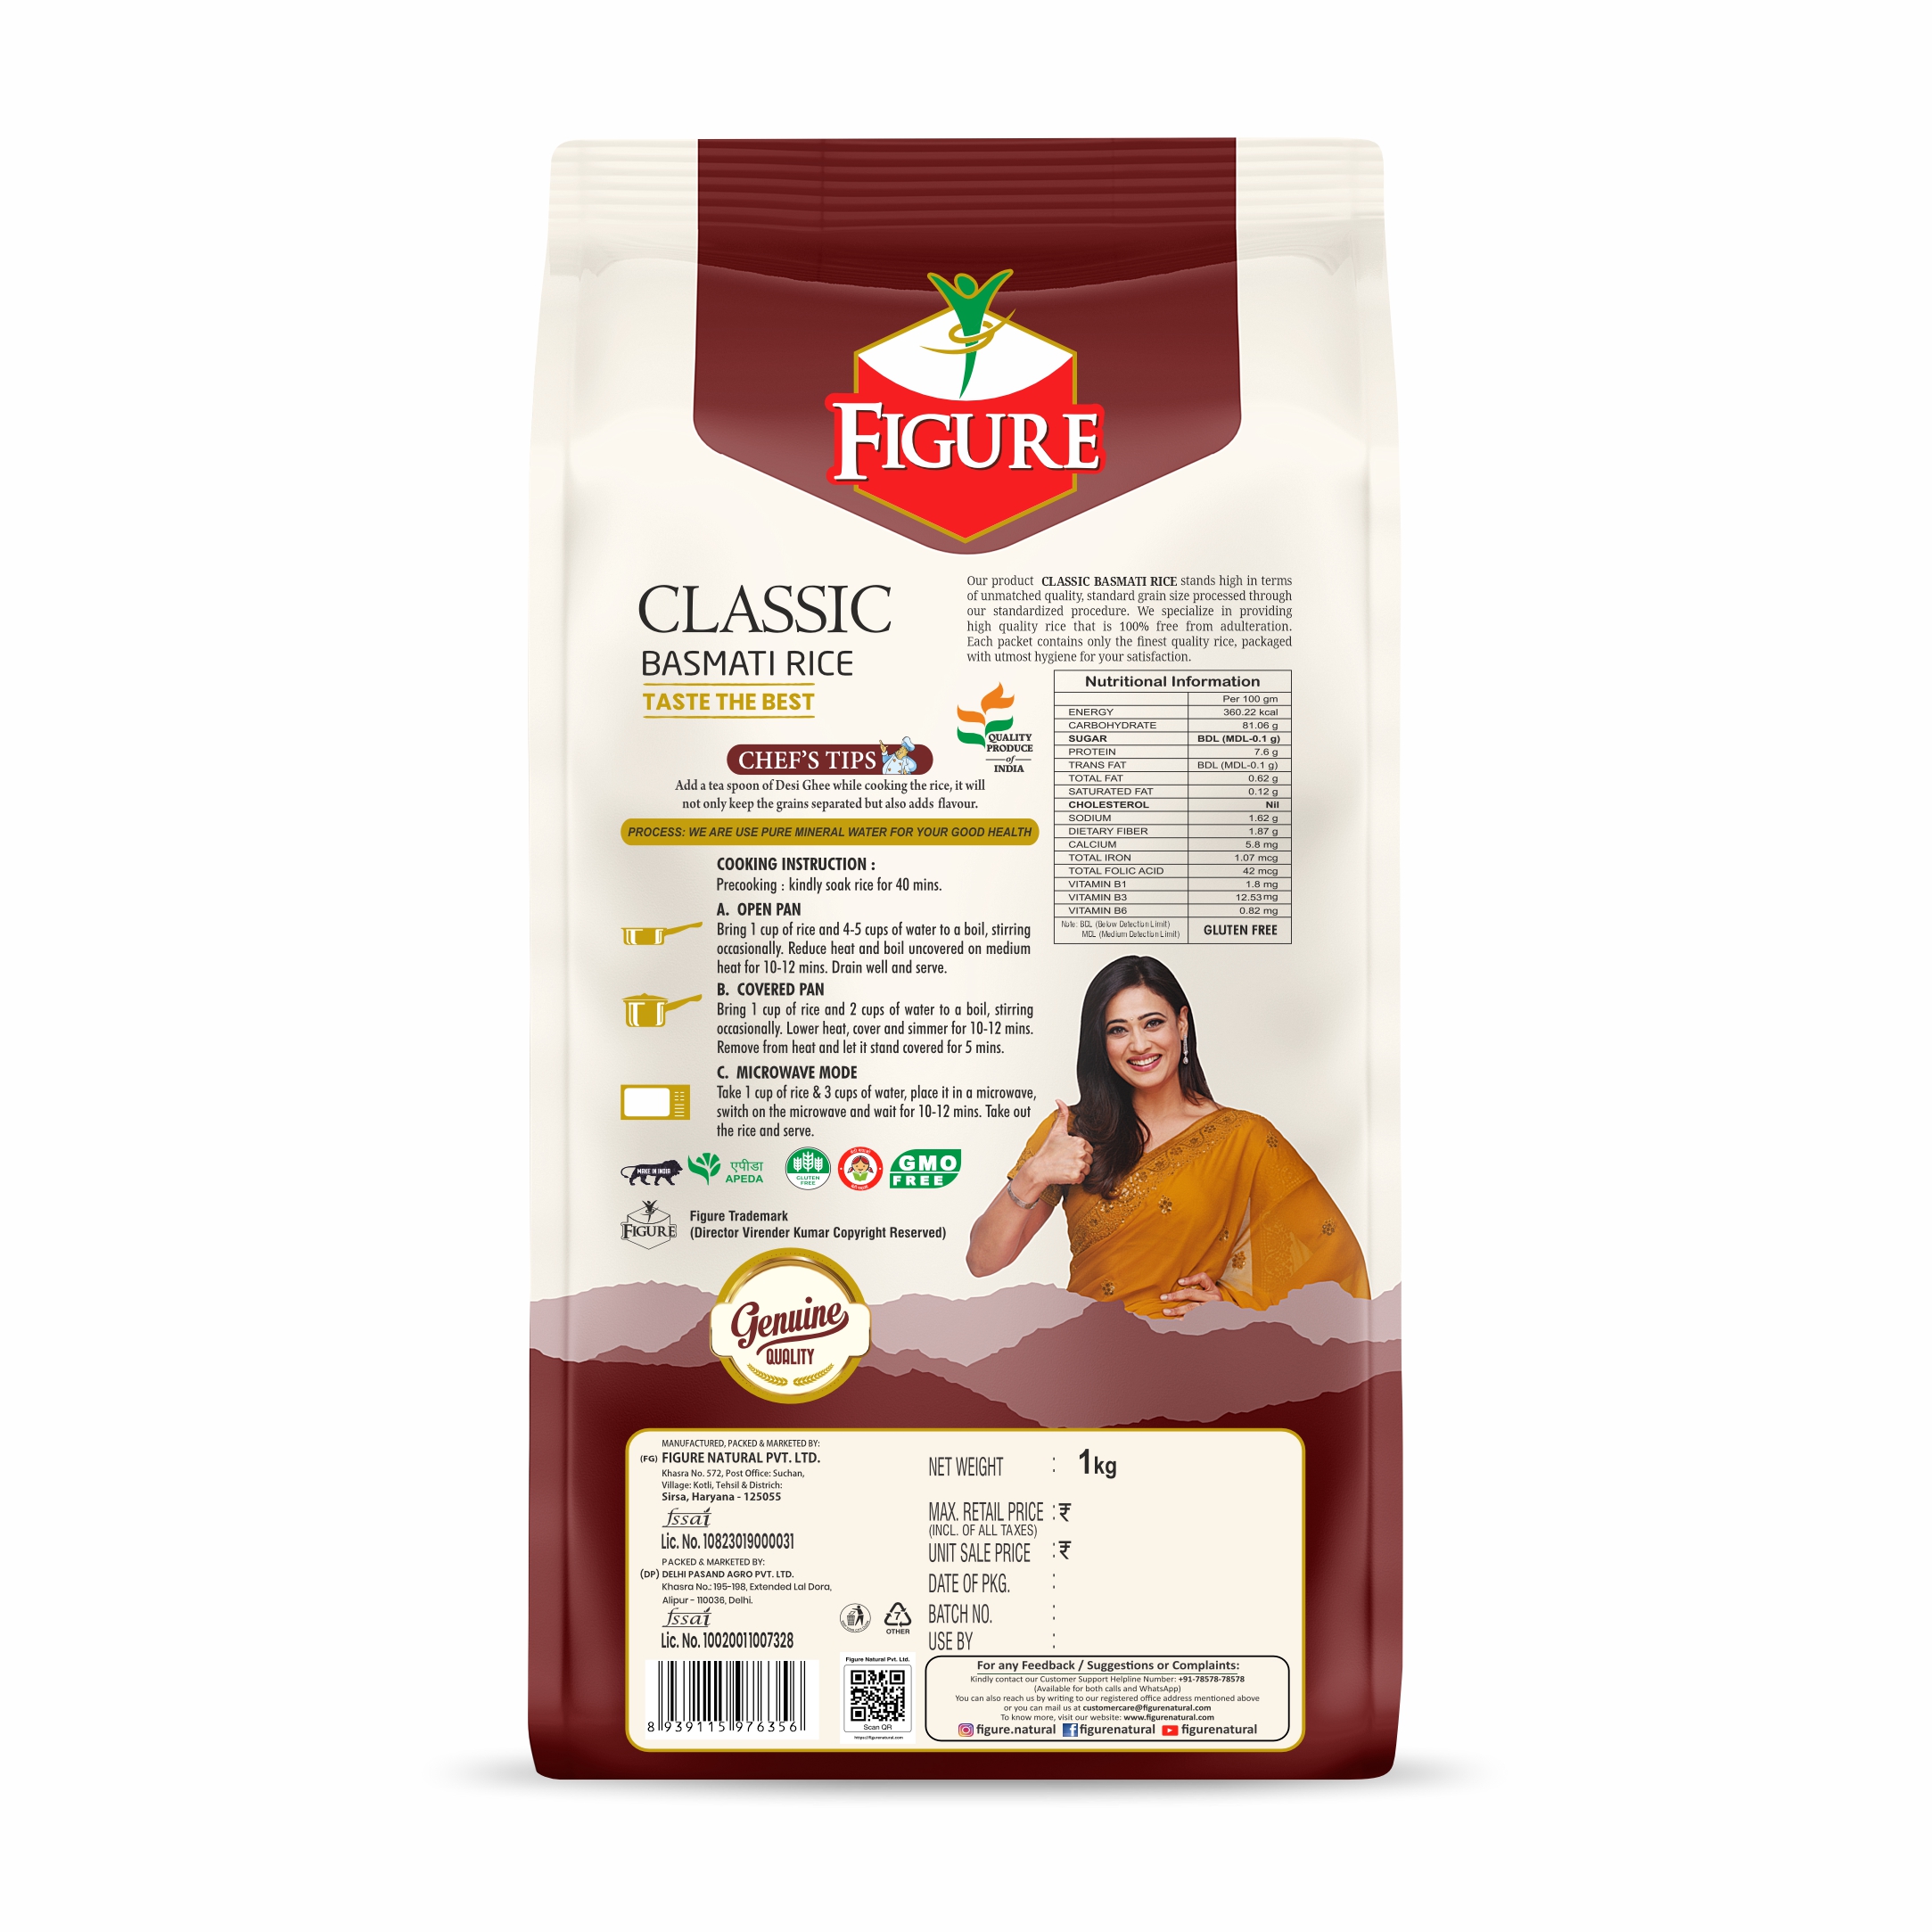 FIGURE
CLASSIC
BASMATI RICE
TASTE THE BEST
Our product CLASSIC BASMATI RICE stands high in terms
of unmatched quality, standard grain size processed through
our standardized procedure. We specialize in providing
high quality rice that is 100% free from adulteration.
Each packet contains only the finest quality rice, packaged
with utmost hygiene for your satisfaction.
QUALITY
PRODUCE
of
INDIA
Nutritional Information
Per 100 gm
ENERGY 360.22 kcal
CARBOHYDRATE 81.06 g
SUGAR BDL (MDL-0.1 g)
PROTEIN 7.6 g
TRANS FAT BDL (MDL-0.1 g)
TOTAL FAT 0.62 g
SATURATED FAT 0.12 g
CHOLESTEROL Nil
SODIUM 1.62 g
DIETARY FIBER 1.87 g
CALCIUM 5.8 mg
TOTAL IRON 1.07 mcg
TOTAL FOLIC ACID 42 mcg
VITAMIN B1 1.8 mg
VITAMIN B3 12.53mg
VITAMIN B6 0.82 mg
Note: BDL (Below Detection Limit)
MDL (Medium Detection Limit)
GLUTEN FREE
CHEF'S TIPS
Add a tea spoon of Desi Ghee while cooking the rice, it will
not only keep the grains separated but also adds flavour.
PROCESS: WE ARE USE PURE MINERAL WATER FOR YOUR GOOD HEALTH
COOKING INSTRUCTION :
Precooking : kindly soak rice for 40 mins.
A. OPEN PAN
Bring 1 cup of rice and 4-5 cups of water to a boil, stirring
occasionally. Reduce heat and boil uncovered on medium
heat for 10-12 mins. Drain well and serve.
B. COVERED PAN
Bring 1 cup of rice and 2 cups of water to a boil, stirring
occasionally. Lower heat, cover and simmer for 10-12 mins.
Remove from heat and let it stand covered for 5 mins.
C. MICROWAVE MODE
Take 1 cup of rice & 3 cups of water, place it in a microwave,
switch on the microwave and wait for 10-12 mins. Take out
the rice and serve.
MAKE IN INDIA
एपीडा
APEDA
GLUTEN
FREE
GMO
FREE
FIGURE
Figure Trademark
(Director Virender Kumar Copyright Reserved)
Genuine
QUALITY
MANUFACTURED, PACKED & MARKETED BY:
(FG) FIGURE NATURAL PVT. LTD.
Khasra No. 572, Post Office: Suchan,
Village: Kotli, Tehsil & Districh:
Sirsa, Haryana - 125055
fssai
Lic. No. 10823019000031
PACKED & MARKETED BY:
(DP) DELHI PASAND AGRO PVT. LTD.
Khasra No.: 195-198, Extended Lal Dora,
Alipur - 110036, Delhi.
fssai
Lic. No. 10020011007328
8 939115 976356
7
OTHER
Figure Natural Pvt. Ltd.
Scan QR
https://figurenatural.com
NET WEIGHT : 1kg
MAX. RETAIL PRICE : ₹
(INCL. OF ALL TAXES)
UNIT SALE PRICE : ₹
DATE OF PKG. :
BATCH NO. :
USE BY :
For any Feedback / Suggestions or Complaints:
Kindly contact our Customer Support Helpline Number: +91-78578-78578
(Available for both calls and WhatsApp)
You can also reach us by writing to our registered office address mentioned above
or you can mail us at customercare@figurenatural.com
To know more, visit our website: www.figurenatural.com
figure.natural figurenatural figurenatural